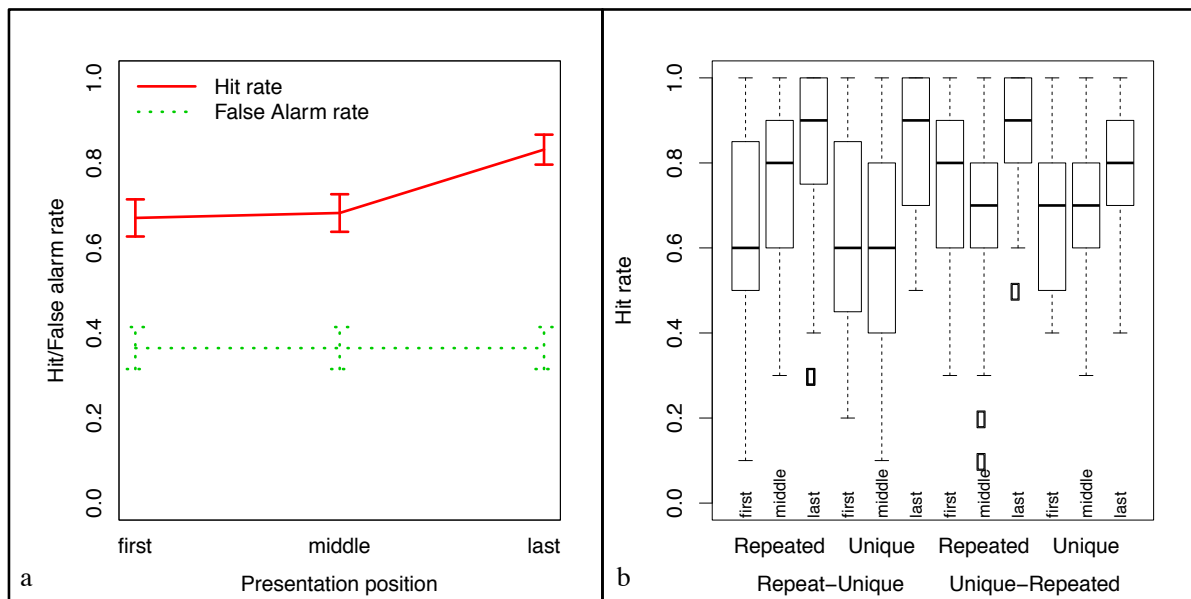 Hit rate
False Alarm rate
Hit/False alarm rate
1.0
0.8
0.6
0.4
0.2
0.0
first middle last
Presentation position
a
Hit rate
1.0
0.8
0.6
0.4
0.2
0.0
first middle last first middle last first middle last first middle last
Repeated Unique Repeated Unique
Repeat-Unique Unique-Repeated
b